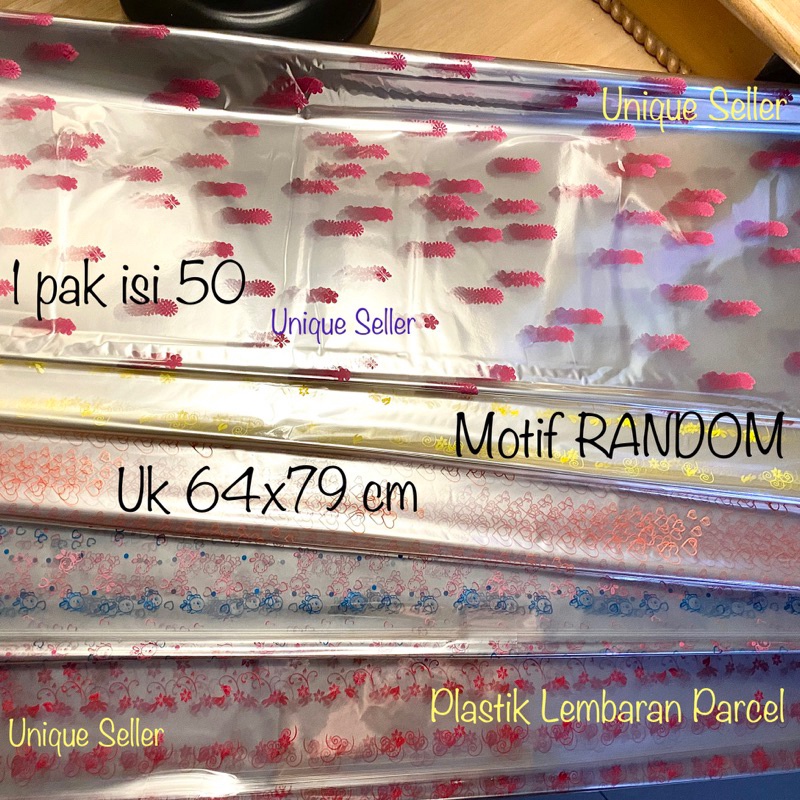 Unique Seller
1 pak isi 50
Unique Seller
Motif RANDOM
Uk 64x79 cm
Plastik Lembaran Parcel
Unique Seller